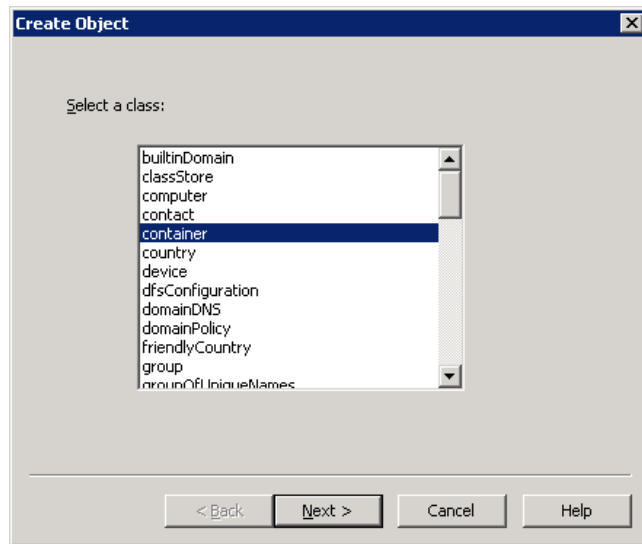 Create Object
Select a class:
builtinDomain
classStore
computer
contact
container
country
device
dfsConfiguration
domainDNS
domainPolicy
friendlyCountry
group
groupOfUniqueNames
< Back
Next >
Cancel
Help